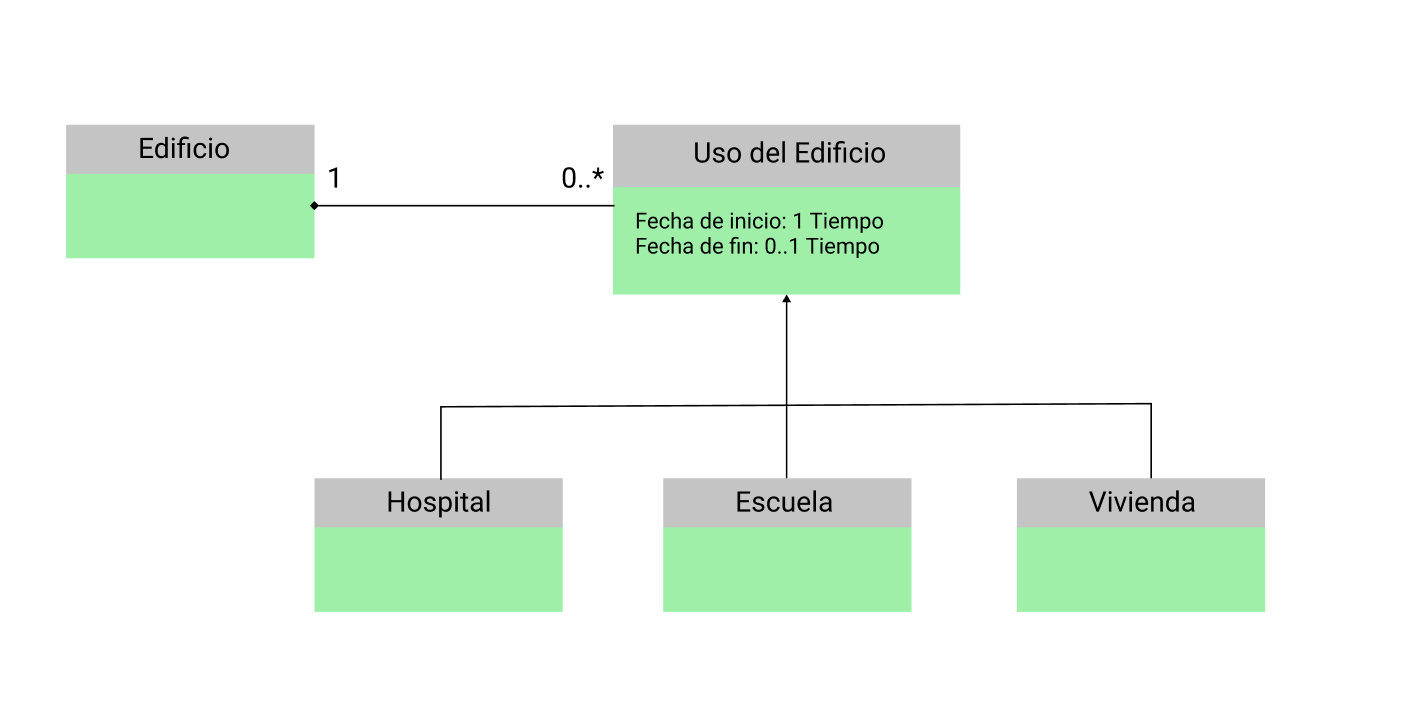 Edificio
1
0..*
Uso del Edificio
Fecha de inicio: 1 Tiempo
Fecha de fin: 0..1 Tiempo
Hospital
Escuela
Vivienda